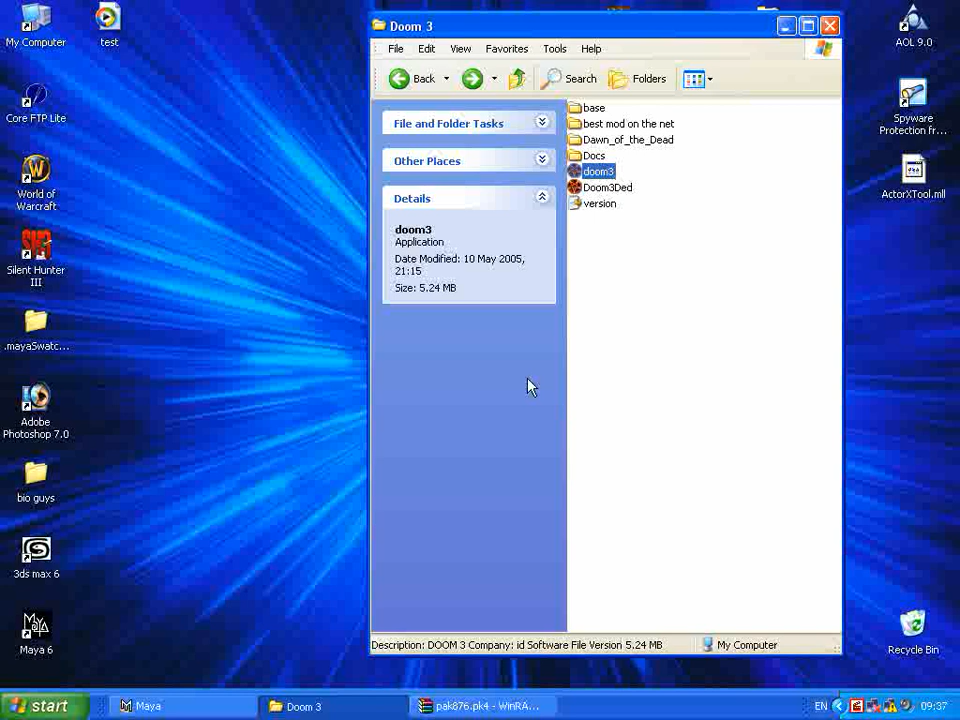 My Computer
test
Core FTP Lite
World of
Warcraft
Silent Hunter
III
.mayaSwatc...
Adobe
Photoshop 7.0
bio guys
3ds max 6
Maya 6
Doom 3
File Edit View Favorites Tools Help
Back Search Folders
File and Folder Tasks
Other Places
Details
doom3
Application
Date Modified: 10 May 2005,
21:15
Size: 5.24 MB
base
best mod on the net
Dawn_of_the_Dead
Docs
doom3
Doom3Ded
version
Description: DOOM 3 Company: id Software File Version 5.24 MB My Computer
AOL 9.0
Spyware
Protection fr...
ActorXTool.mll
Recycle Bin
start Maya Doom 3 pak876.pk4 - WinRA... EN 09:37